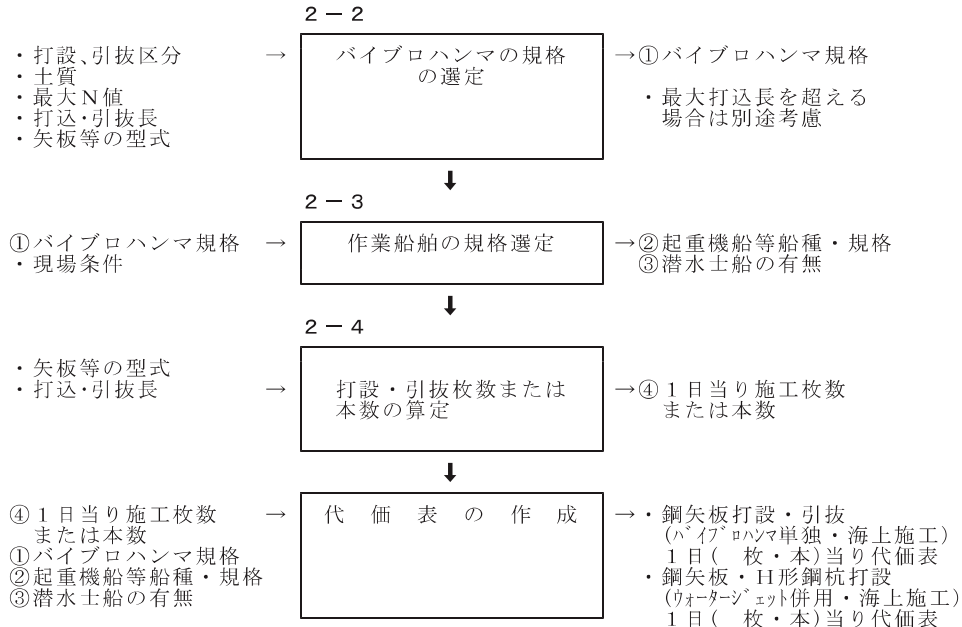 ２－２
・打設、引抜区分
・土質
・最大Ｎ値
・打込・引抜長
・矢板等の型式
→
バイブロハンマの規格
の選定
→①バイブロハンマ規格
・最大打込長を超える
場合は別途考慮
⬇
２－３
①バイブロハンマ規格 →
・現場条件
作業船舶の規格選定
→②起重機船等船種・規格
③潜水士船の有無
⬇
２－４
・矢板等の型式
・打込・引抜長 →
打設・引抜枚数または
本数の算定
→④１日当り施工枚数
または本数
⬇
④１日当り施工枚数 →
または本数
①バイブロハンマ規格
②起重機船等船種・規格
③潜水士船の有無
代価表の作成
→・鋼矢板打設・引抜
(ﾊﾞｲﾌﾞﾛﾊﾝﾏ単独・海上施工)
１日(　枚・本)当り代価表
・鋼矢板・Ｈ形鋼杭打設
(ｳｫｰﾀｰｼﾞｪｯﾄ併用・海上施工)
１日(　枚・本)当り代価表